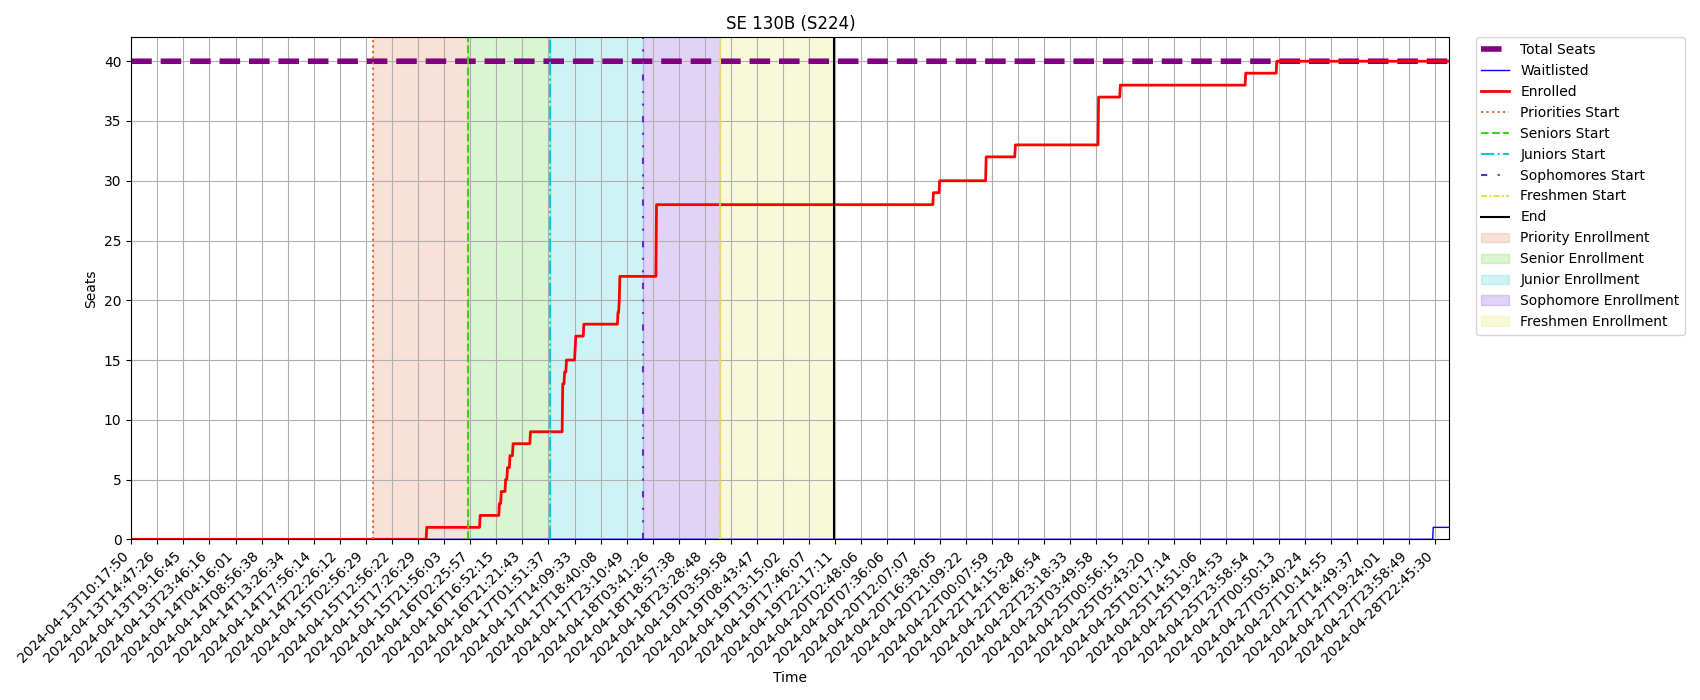 SE 130B (S224)
Seats
40
35
30
25
20
15
10
5
0
2024-04-13T10:17:50
2024-04-13T14:47:26
2024-04-13T19:16:45
2024-04-13T23:46:16
2024-04-14T04:16:01
2024-04-14T08:56:38
2024-04-14T13:26:34
2024-04-14T17:56:14
2024-04-14T22:26:12
2024-04-15T02:56:29
2024-04-15T12:56:22
2024-04-15T17:26:29
2024-04-15T21:56:03
2024-04-16T02:25:57
2024-04-16T16:52:15
2024-04-16T21:21:43
2024-04-17T01:51:37
2024-04-17T14:09:33
2024-04-17T18:40:08
2024-04-17T23:10:49
2024-04-18T03:41:26
2024-04-18T18:57:38
2024-04-18T23:28:48
2024-04-19T03:59:58
2024-04-19T08:43:47
2024-04-19T13:15:02
2024-04-19T17:46:07
2024-04-19T22:17:11
2024-04-20T02:48:06
2024-04-20T07:36:06
2024-04-20T12:07:07
2024-04-20T16:38:05
2024-04-20T21:09:22
2024-04-22T00:07:59
2024-04-22T14:15:28
2024-04-22T18:46:54
2024-04-22T23:18:33
2024-04-23T03:49:58
2024-04-25T00:56:15
2024-04-25T05:43:20
2024-04-25T10:17:14
2024-04-25T14:51:06
2024-04-25T19:24:53
2024-04-25T23:58:54
2024-04-27T00:50:13
2024-04-27T05:40:24
2024-04-27T10:14:55
2024-04-27T14:49:37
2024-04-27T19:24:01
2024-04-27T23:58:49
2024-04-28T22:45:30
Time
Total Seats
Waitlisted
Enrolled
Priorities Start
Seniors Start
Juniors Start
Sophomores Start
Freshmen Start
End
Priority Enrollment
Senior Enrollment
Junior Enrollment
Sophomore Enrollment
Freshmen Enrollment